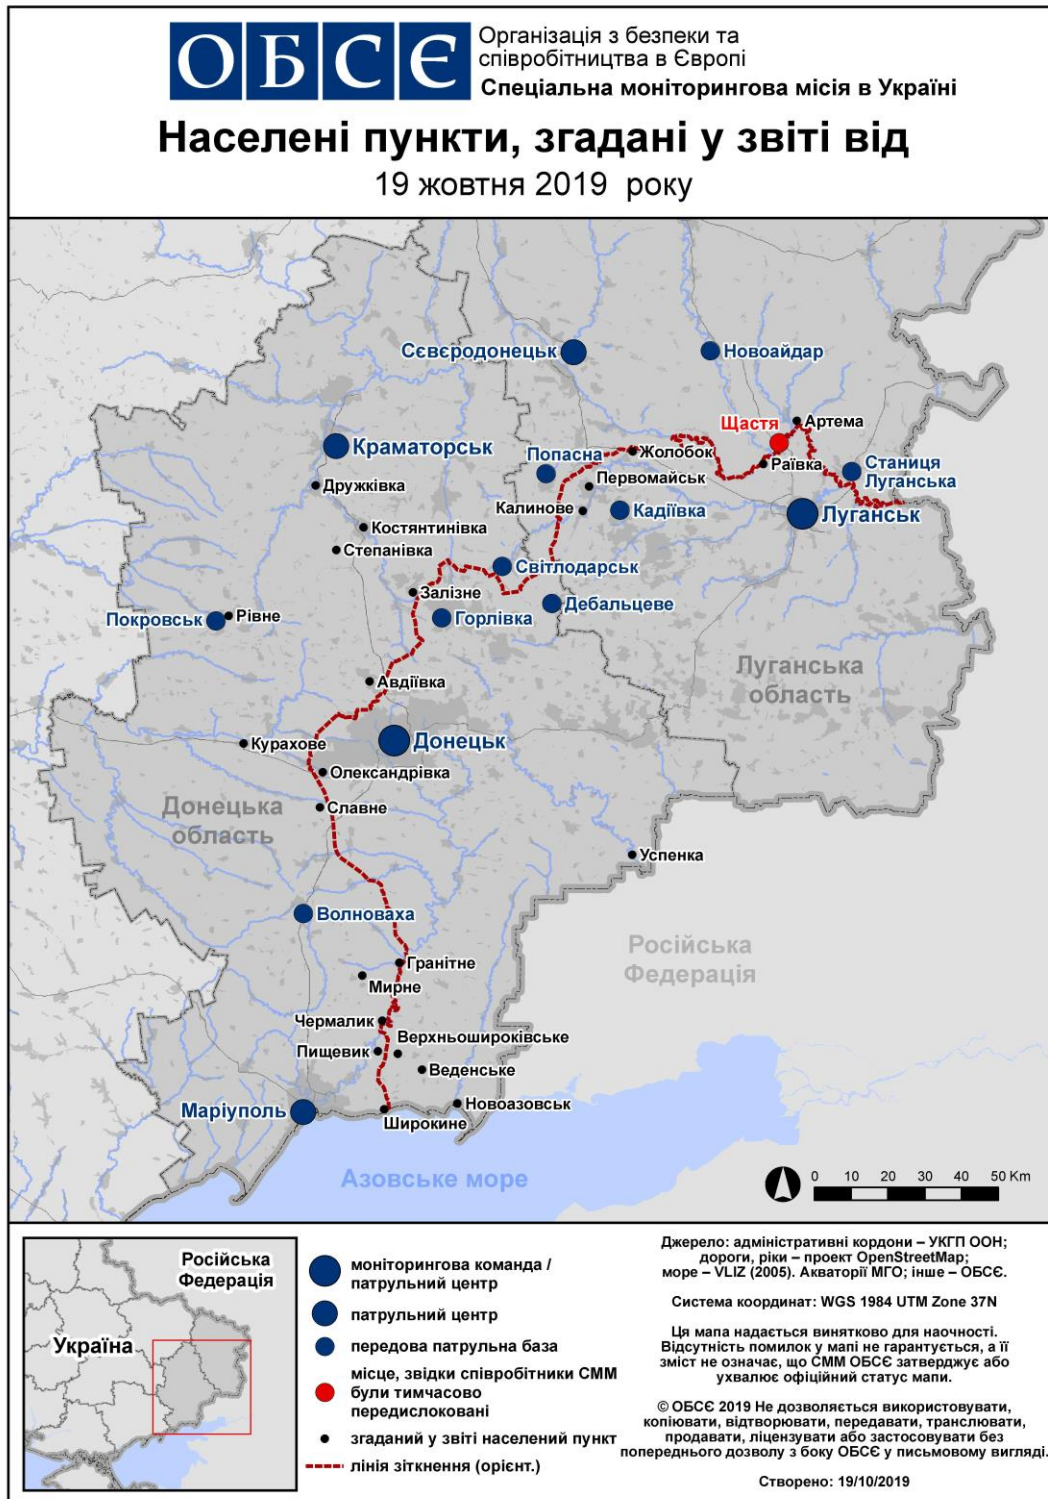 ОБСЄ
Організація з безпеки та
співробітництва в Європі
Спеціальна моніторингова місія в Україні
Населені пункти, згадані у звіті від
19 жовтня 2019 року
Сєвєродонецьк
Новоайдар
Щастя
Артема
Краматорськ
Жолобок
Попасна
Раївка
Станиця
Луганська
Дружківка
Первомайськ
Калинове
Кадіївка
Луганськ
Костянтинівка
Степанівка
Світлодарськ
Залізне
Дебальцеве
Покровськ
Рівне
Горлівка
Луганська
область
Авдіївка
Курахове
Донецьк
Олександрівка
Донецька
область
Славне
Успенка
Волноваха
Російська
Федерація
Гранітне
Мирне
Чермалик
Верхньошироківське
Пищевик
Веденське
Маріуполь
Новоазовськ
Широкине
Азовське море
0 10 20 30 40 50 Km
Російська
Федерація
Україна
моніторингова команда /
патрульний центр
патрульний центр
передова патрульна база
місце, звідки співробітники СММ
були тимчасово
передислоковані
згаданий у звіті населений пункт
лінія зіткнення (орієнт.)
Джерело: адміністративні кордони – УКГП ООН;
дороги, ріки – проект OpenStreetMap;
море – VLIZ (2005). Акваторії МГО; інше – ОБСЄ.
Система координат: WGS 1984 UTM Zone 37N
Ця мапа надається винятково для наочності.
Відсутність помилок у мапі не гарантується, а її
зміст не означає, що СММ ОБСЄ затверджує або
ухвалює офіційний статус мапи.
© ОБСЄ 2019 Не дозволяється використовувати,
копіювати, відтворювати, передавати, транслювати,
продавати, ліцензувати або застосовувати без
попереднього дозволу з боку ОБСЄ у письмовому вигляді.
Створено: 19/10/2019